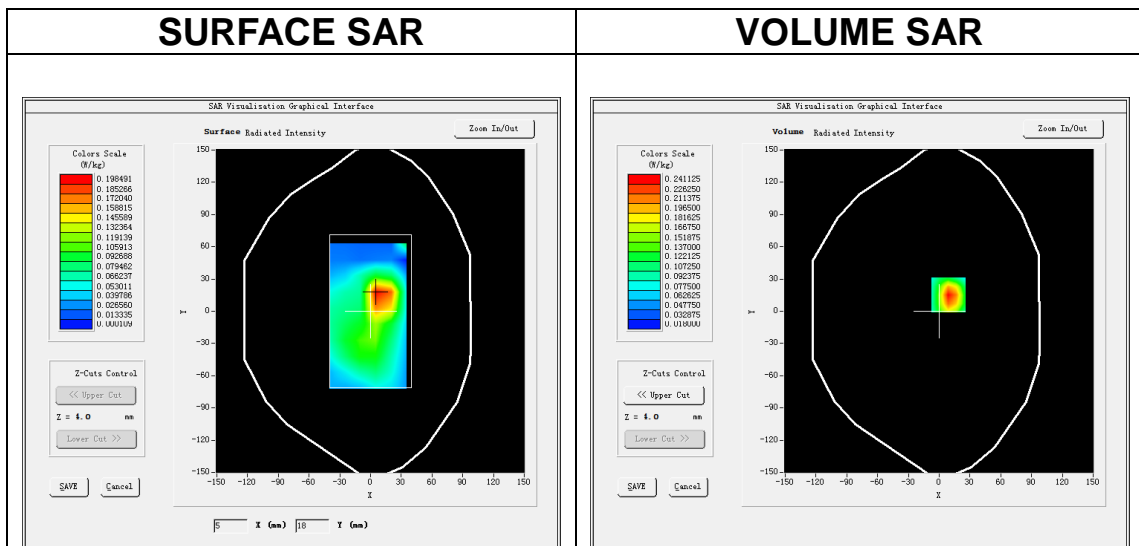 SURFACE SAR
VOLUME SAR
SAR Visualisation Graphical Interface
Surface Radiated Intensity
Zoom In/Out
Colors Scale
(W/kg)
0.198491
0.185266
0.172040
0.158815
0.145589
0.132364
0.119139
0.105913
0.092688
0.079462
0.066237
0.053011
0.039786
0.026560
0.013335
0.000109
150
120
90
60
30
0
-30
-60
-90
-120
-150
Y
-150 -120 -90 -60 -30 0 30 60 90 120 150
X
Z-Cuts Control
<< Upper Cut
Z = 4.0 mm
Lower Cut >>
SAVE
Cancel
5 X (mm) 18 Y (mm)
SAR Visualisation Graphical Interface
Volume Radiated Intensity
Zoom In/Out
Colors Scale
(W/kg)
0.241125
0.226250
0.211375
0.196500
0.181625
0.166750
0.151875
0.137000
0.122125
0.107250
0.092375
0.077500
0.062625
0.047750
0.032875
0.018000
150
120
90
60
30
0
-30
-60
-90
-120
-150
Y
-150 -120 -90 -60 -30 0 30 60 90 120 150
X
Z-Cuts Control
<< Upper Cut
Z = 4.0 mm
Lower Cut >>
SAVE
Cancel